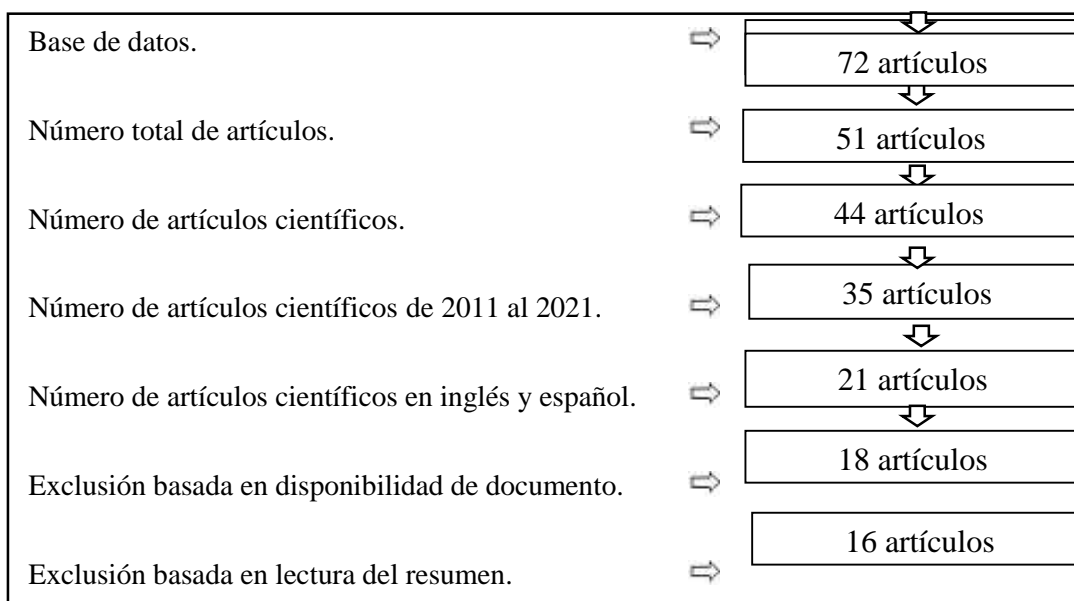 Base de datos.
72 artículos
Número total de artículos.
51 artículos
Número de artículos científicos.
44 artículos
Número de artículos científicos de 2011 al 2021.
35 artículos
Número de artículos científicos en inglés y español.
21 artículos
Exclusión basada en disponibilidad de documento.
18 artículos
Exclusión basada en lectura del resumen.
16 artículos